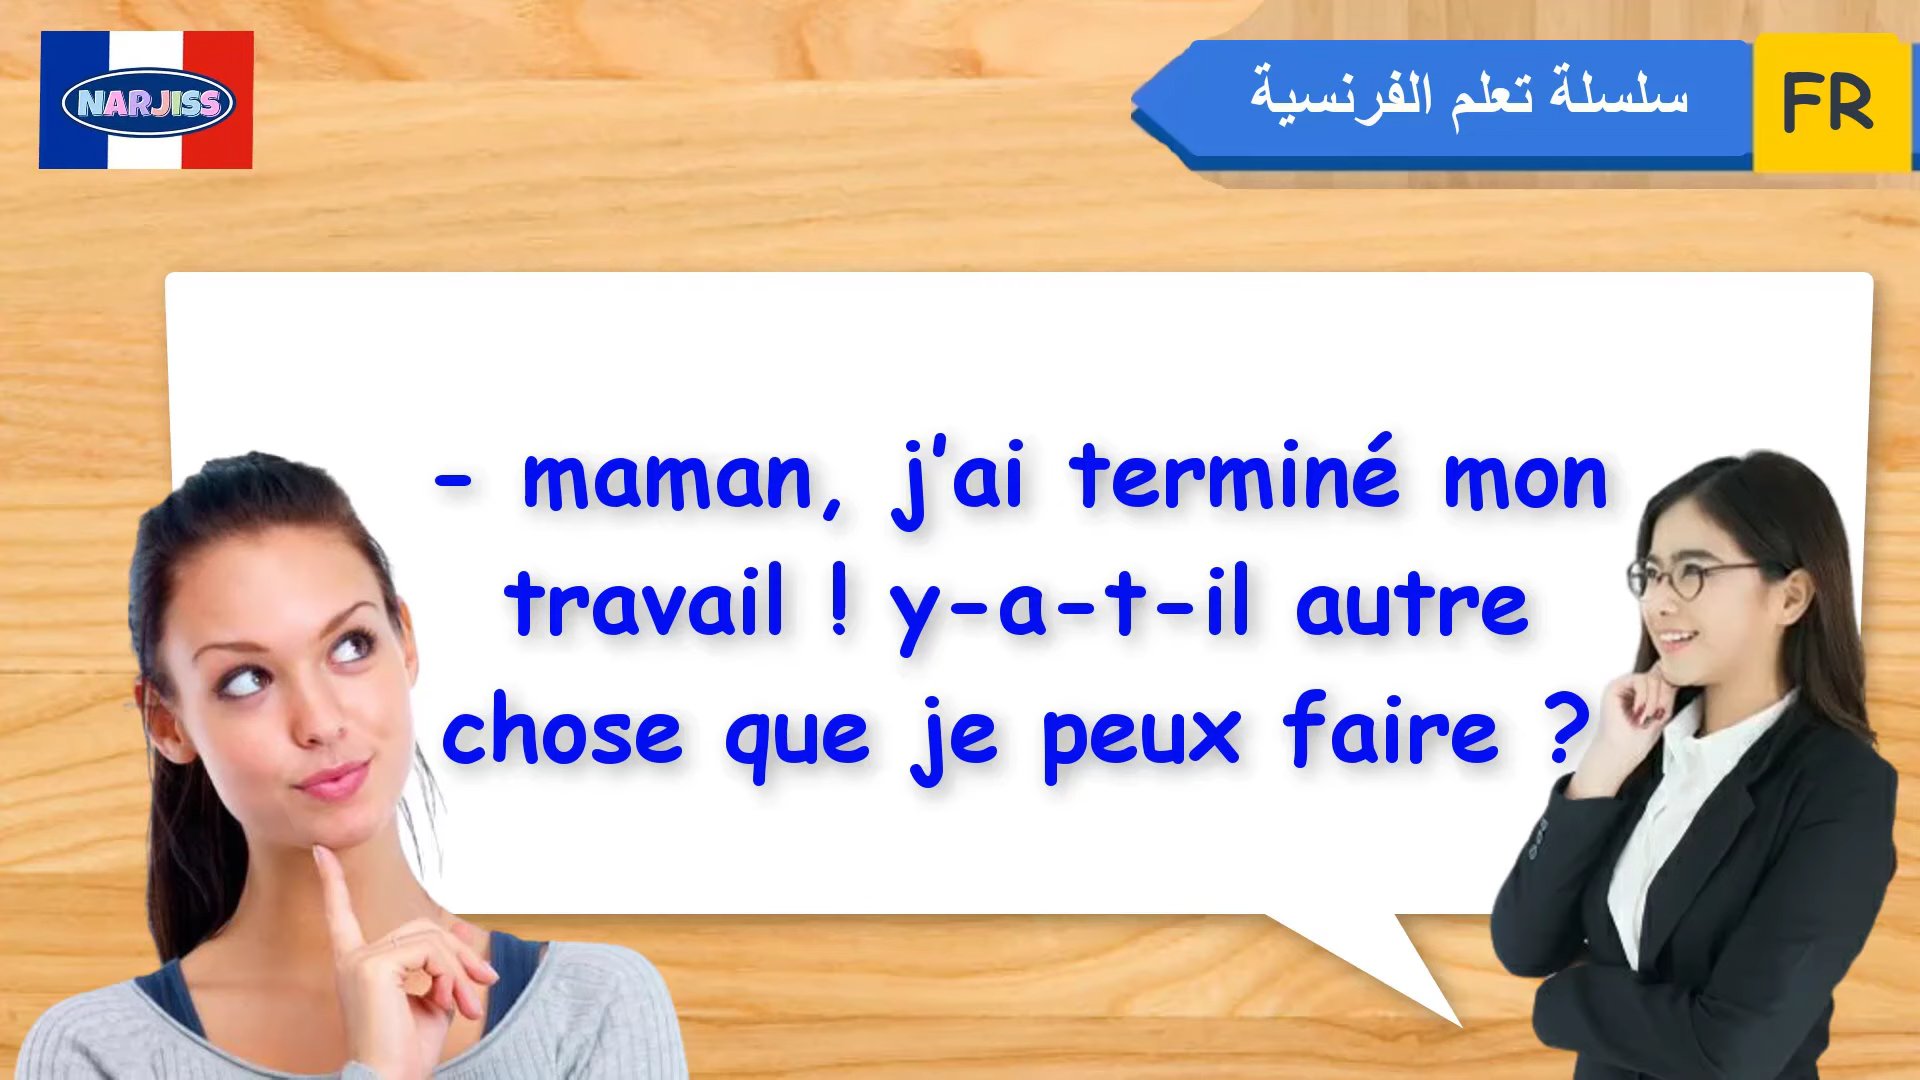 NARJISS
سلسلة تعلم الفرنسية
FR
- maman, j'ai terminé mon
travail ! y-a-t-il autre
chose que je peux faire ?